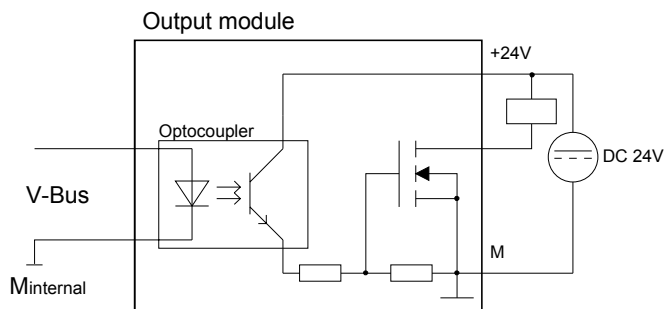 Output module
+24V
Optocoupler
DC 24V
V-Bus
M
Minternal